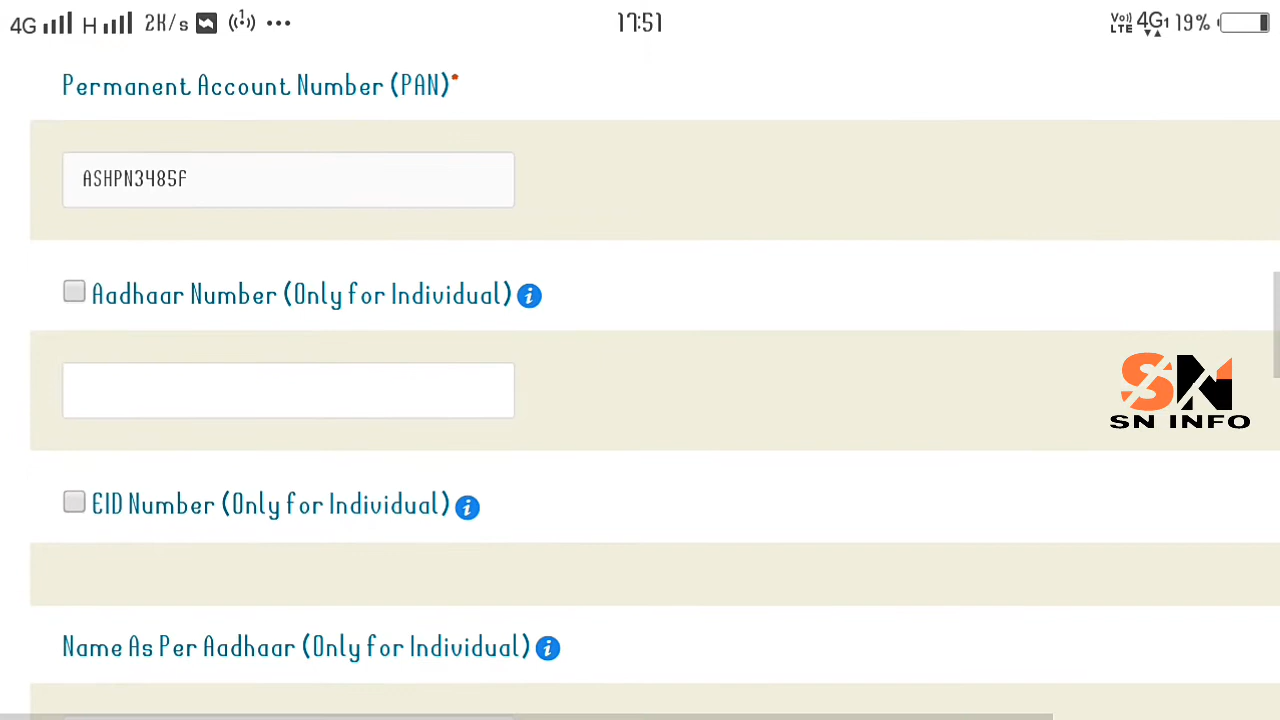 4G H 2K/s 17:51 Vo)) LTE 4G1 19%
Permanent Account Number (PAN)*
ASHPN3485F
Aadhaar Number (Only for Individual) i
SN
SN INFO
EID Number (Only for Individual) i
Name As Per Aadhaar (Only for Individual) i